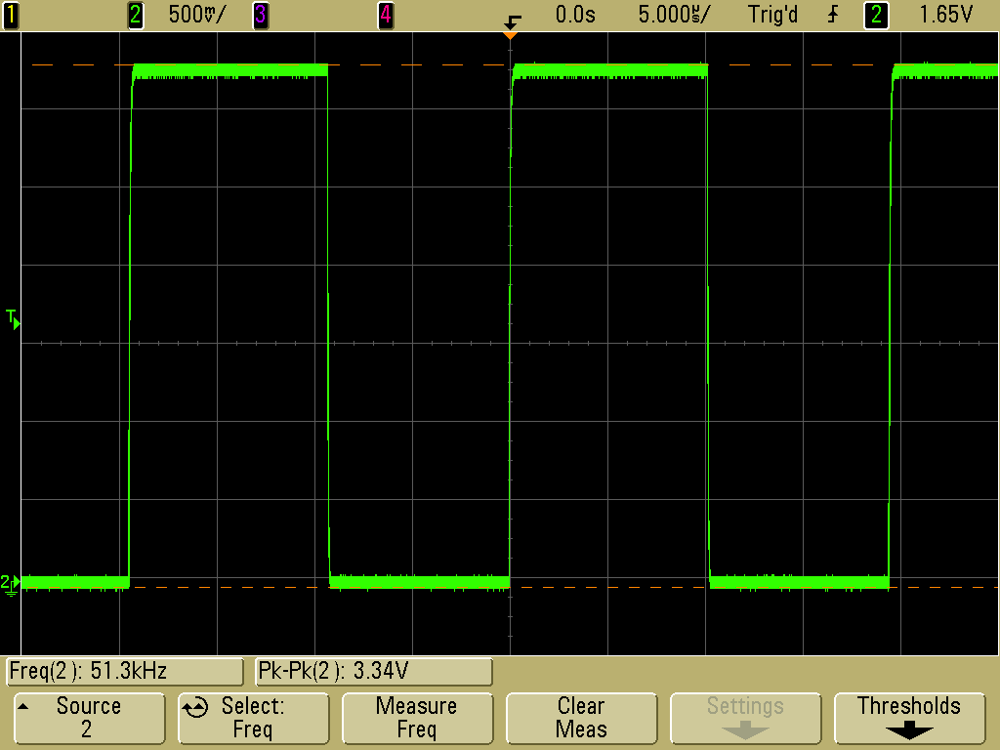 1 2 500mV/ 3 4 0.0s 5.000µs/ Trig'd 2 1.65V
T
2
Freq(2): 51.3kHz Pk-Pk(2): 3.34V
Source Select: Measure Clear Settings Thresholds
2 Freq Freq Meas